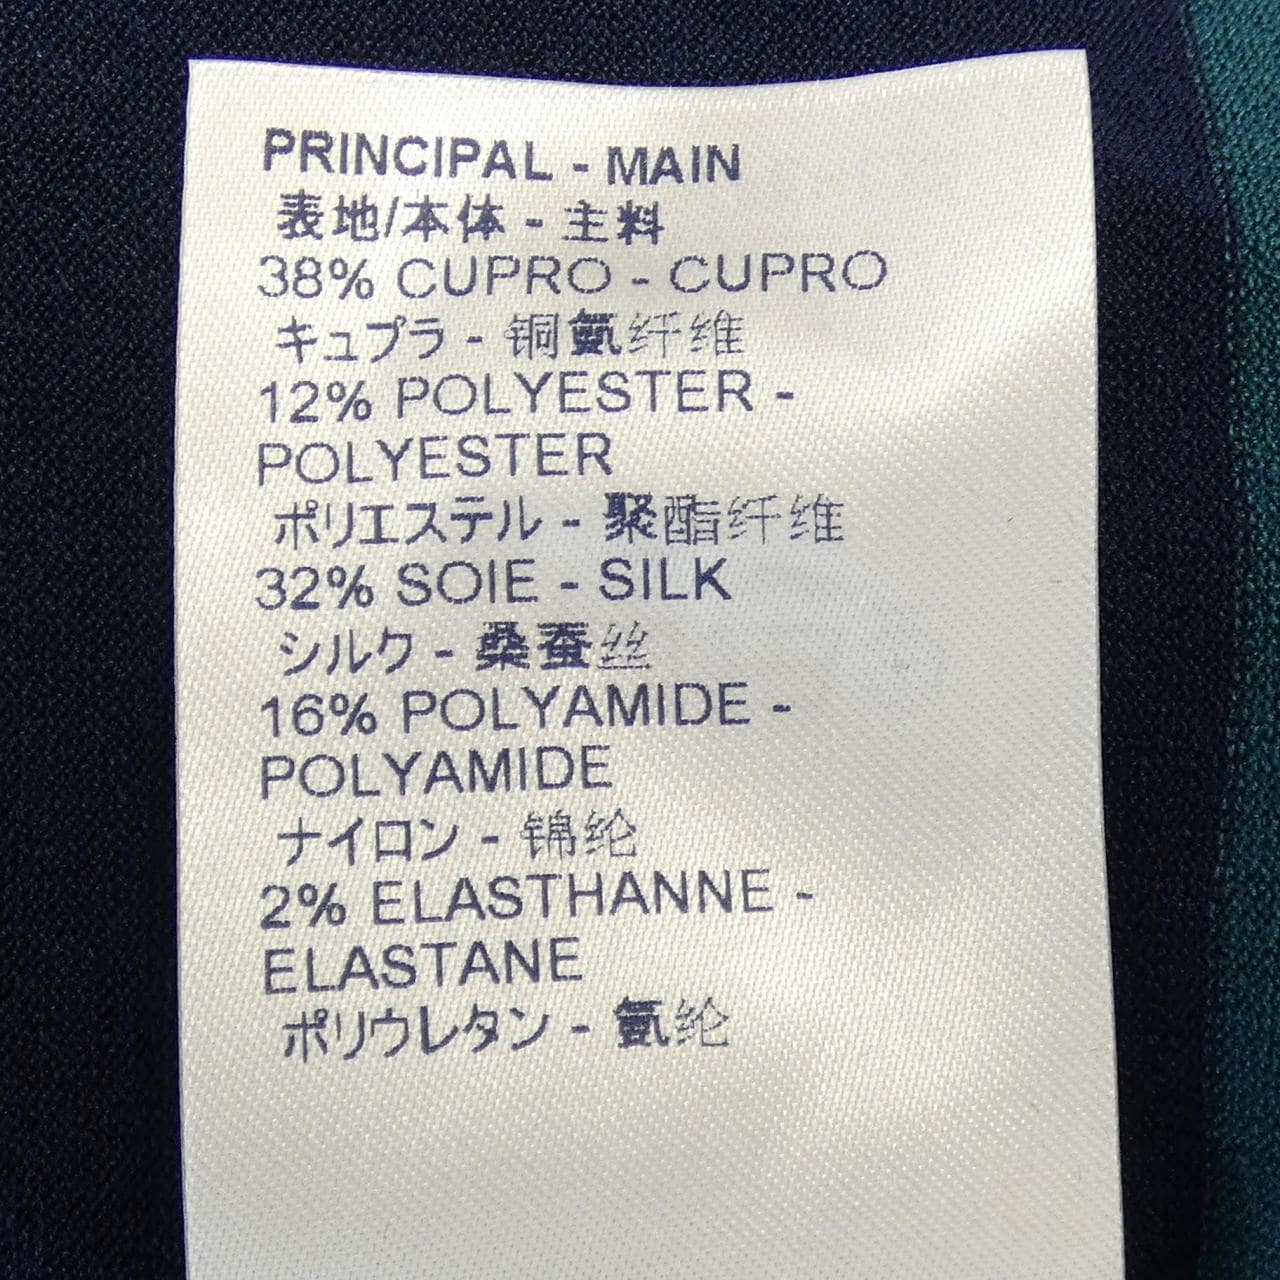 PRINCIPAL - MAIN
表地/本体 - 主料
38% CUPRO - CUPRO
キュプラ - 铜氨纤维
12% POLYESTER -
POLYESTER
ポリエステル - 聚酯纤维
32% SOIE - SILK
シルク - 桑蚕丝
16% POLYAMIDE -
POLYAMIDE
ナイロン - 锦纶
2% ELASTHANNE -
ELASTANE
ポリウレタン - 氨纶